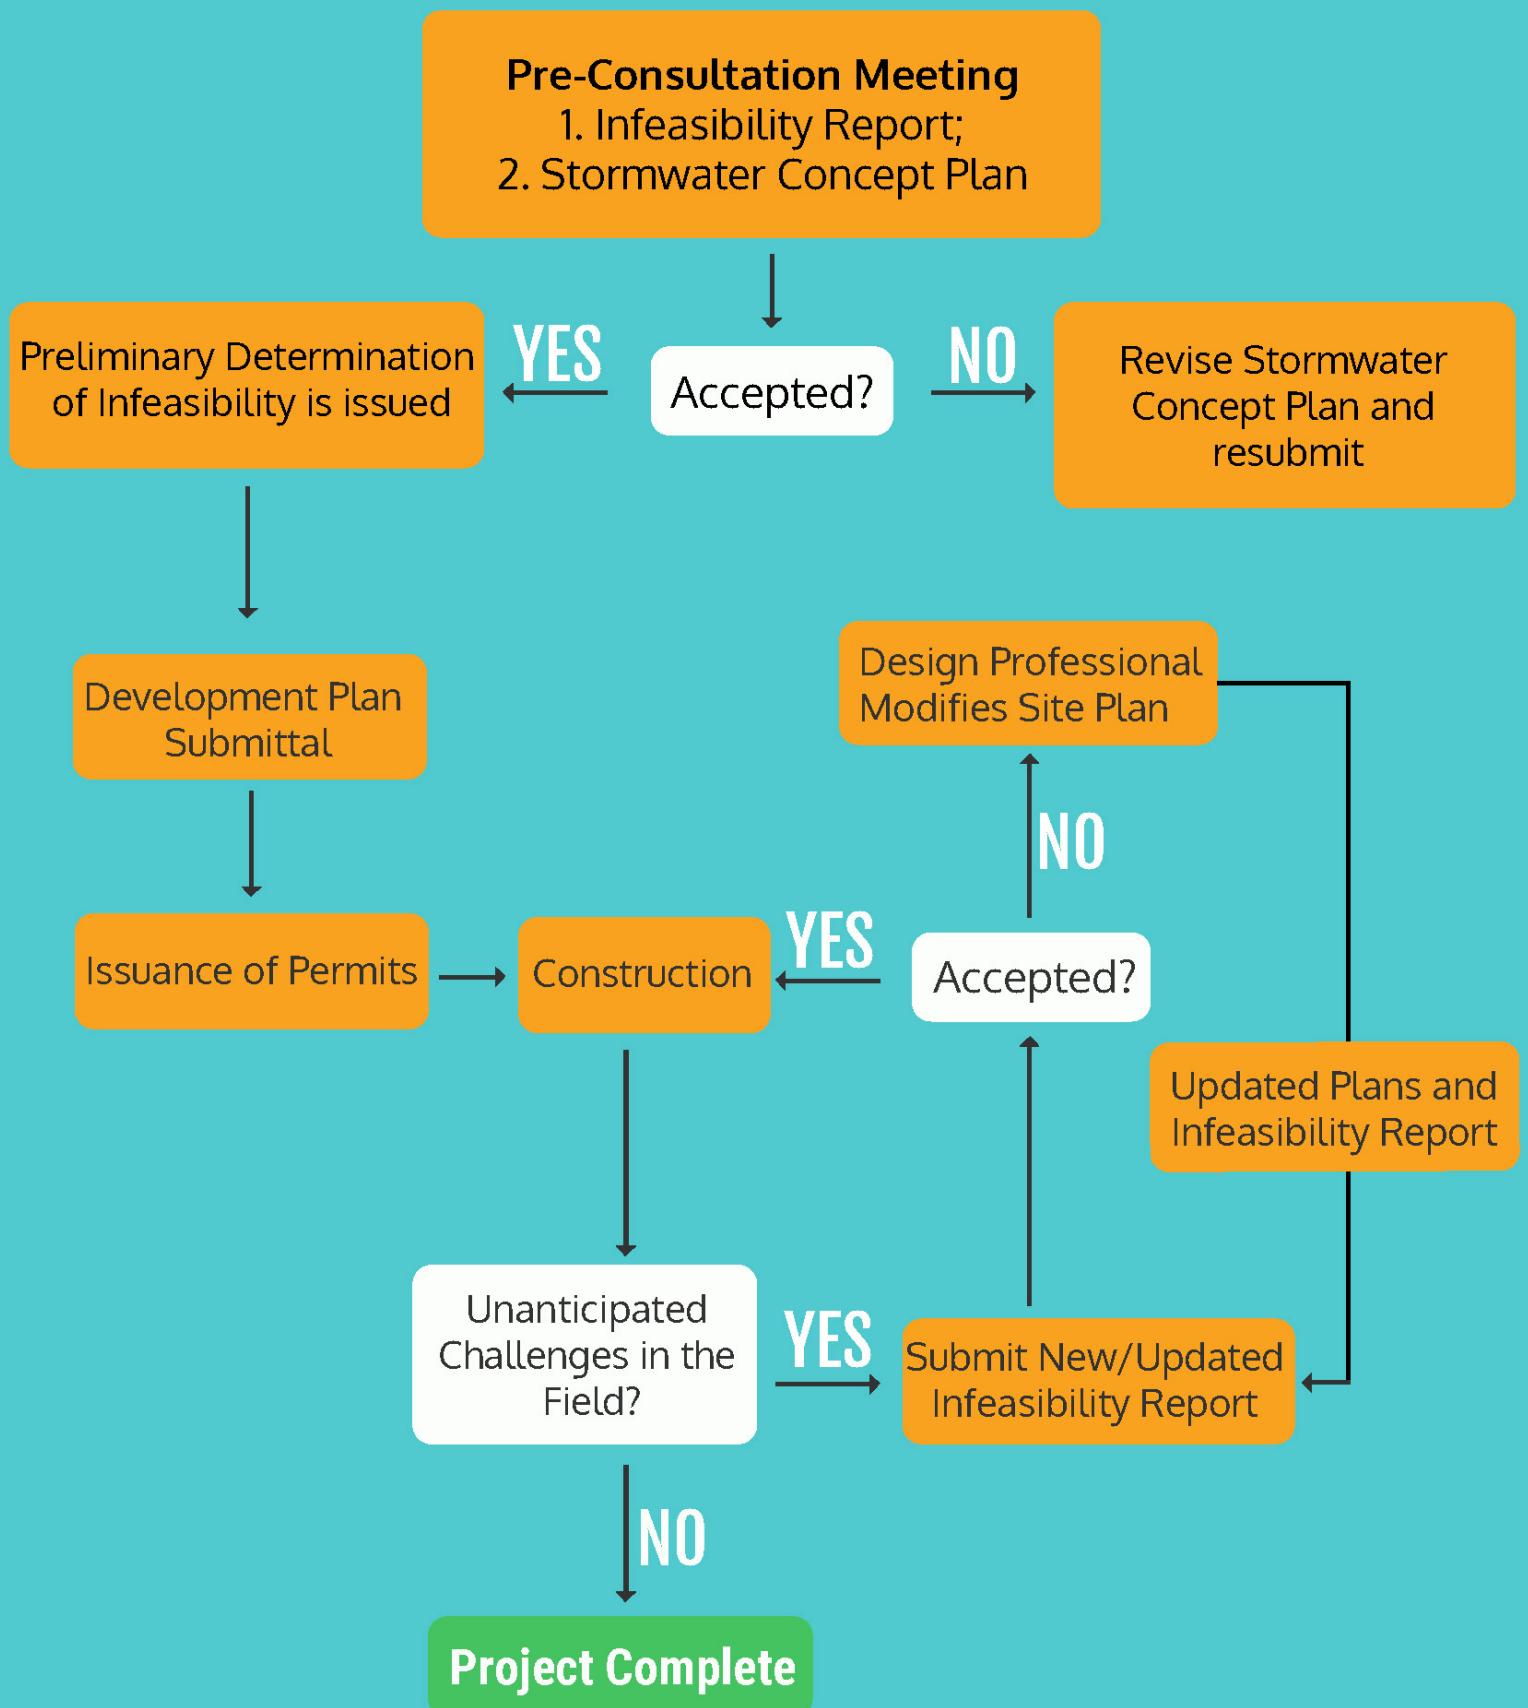 Pre-Consultation Meeting
1. Infeasibility Report;
2. Stormwater Concept Plan
Preliminary Determination
of Infeasibility is issued
YES
Accepted?
NO
Revise Stormwater
Concept Plan and
resubmit
Development Plan
Submittal
Design Professional
Modifies Site Plan
NO
Issuance of Permits
Construction
YES
Accepted?
Updated Plans and
Infeasibility Report
Unanticipated
Challenges in the
Field?
YES
Submit New/Updated
Infeasibility Report
NO
Project Complete